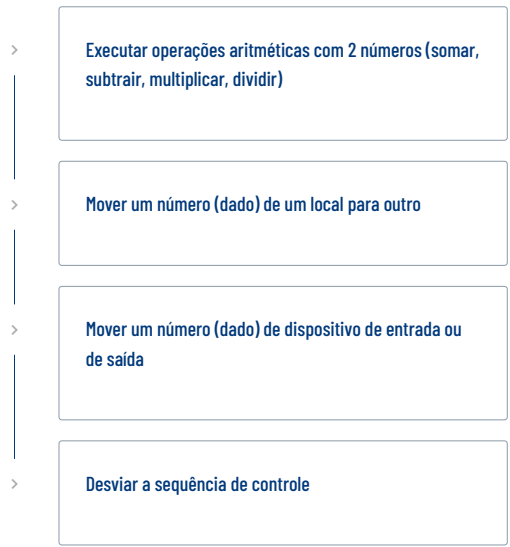 Executar operações aritméticas com 2 números (somar,
subtrair, multiplicar, dividir)
Mover um número (dado) de um local para outro
Mover um número (dado) de dispositivo de entrada ou
de saída
Desviar a sequência de controle